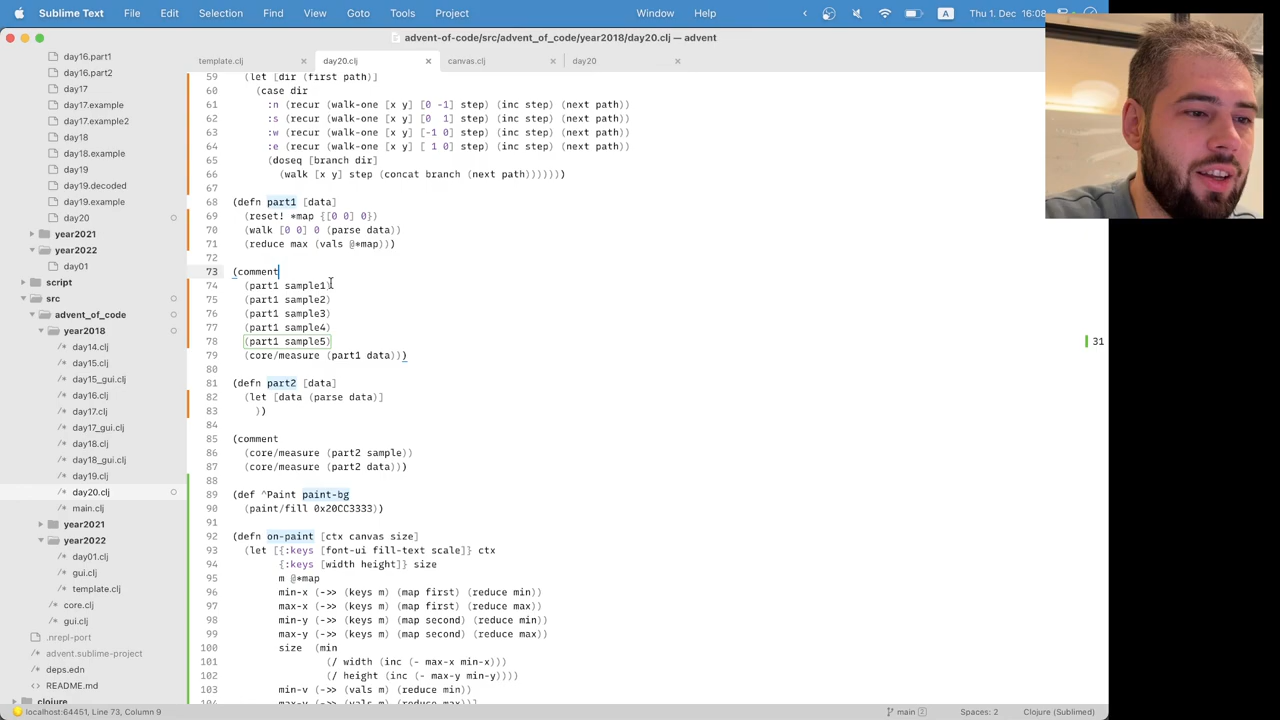 Sublime Text File Edit Selection Find View Goto Tools Project Window Help A Thu 1. Dec 16:08
advent-of-code/src/advent_of_code/year2018/day20.clj — advent
template.clj × day20.clj × canvas.clj × day20 ×
day16.part1
day16.part2
day17
day17.example
day17.example2
day18
day18.example
day19
day19.decoded
day19.example
day20
year2021
year2022
day01
script
src
advent_of_code
year2018
/* day14.clj
/* day15.clj
/* day15_gui.clj
/* day16.clj
/* day17.clj
/* day17_gui.clj
/* day18.clj
/* day18_gui.clj
/* day19.clj
/* day20.clj
/* main.clj
year2021
year2022
/* day01.clj
/* gui.clj
/* template.clj
/* core.clj
/* gui.clj
.nrepl-port
advent.sublime-project
deps.edn
README.md
clojure
59 (let [dir (first path)]
60 (case dir
61 :n (recur (walk-one [x y] [0 -1] step) (inc step) (next path))
62 :s (recur (walk-one [x y] [0 1] step) (inc step) (next path))
63 :w (recur (walk-one [x y] [-1 0] step) (inc step) (next path))
64 :e (recur (walk-one [x y] [ 1 0] step) (inc step) (next path))
65 (doseq [branch dir]
66 (walk [x y] step (concat branch (next path))))))
67
68 (defn part1 [data]
69 (reset! *map {[0 0] 0})
70 (walk [0 0] 0 (parse data))
71 (reduce max (vals @*map)))
72
73 (comment
74 (part1 sample1)
75 (part1 sample2)
76 (part1 sample3)
77 (part1 sample4)
78 (part1 sample5) 31
79 (core/measure (part1 data)))
80
81 (defn part2 [data]
82 (let [data (parse data)]
83 ))
84
85 (comment
86 (core/measure (part2 sample))
87 (core/measure (part2 data)))
88
89 (def ^Paint paint-bg
90 (paint/fill 0x20CC3333))
91
92 (defn on-paint [ctx canvas size]
93 (let [{:keys [font-ui fill-text scale]} ctx
94 {:keys [width height]} size
95 m @*map
96 min-x (->> (keys m) (map first) (reduce min))
97 max-x (->> (keys m) (map first) (reduce max))
98 min-y (->> (keys m) (map second) (reduce min))
99 max-y (->> (keys m) (map second) (reduce max))
100 size (min
101 (/ width (inc (- max-x min-x)))
102 (/ height (inc (- max-y min-y))))
103 min-v (->> (vals m) (reduce min))
localhost:64451, Line 73, Column 9 main 2 Spaces: 2 Clojure (Sublimed)